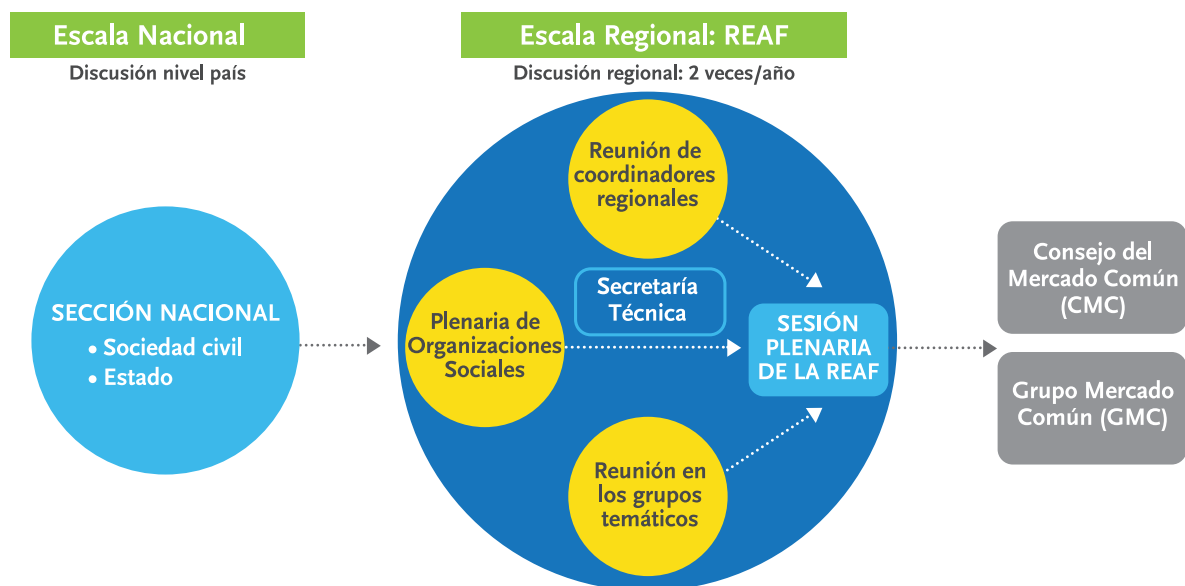 Escala Nacional
Discusión nivel país
SECCIÓN NACIONAL
• Sociedad civil
• Estado
Escala Regional: REAF
Discusión regional: 2 veces/año
Reunión de
coordinadores
regionales
Plenaria de
Organizaciones
Sociales
Secretaría
Técnica
Reunión en
los grupos
temáticos
SESIÓN
PLENARIA
DE LA REAF
Consejo del
Mercado Común
(CMC)
Grupo Mercado
Común (GMC)